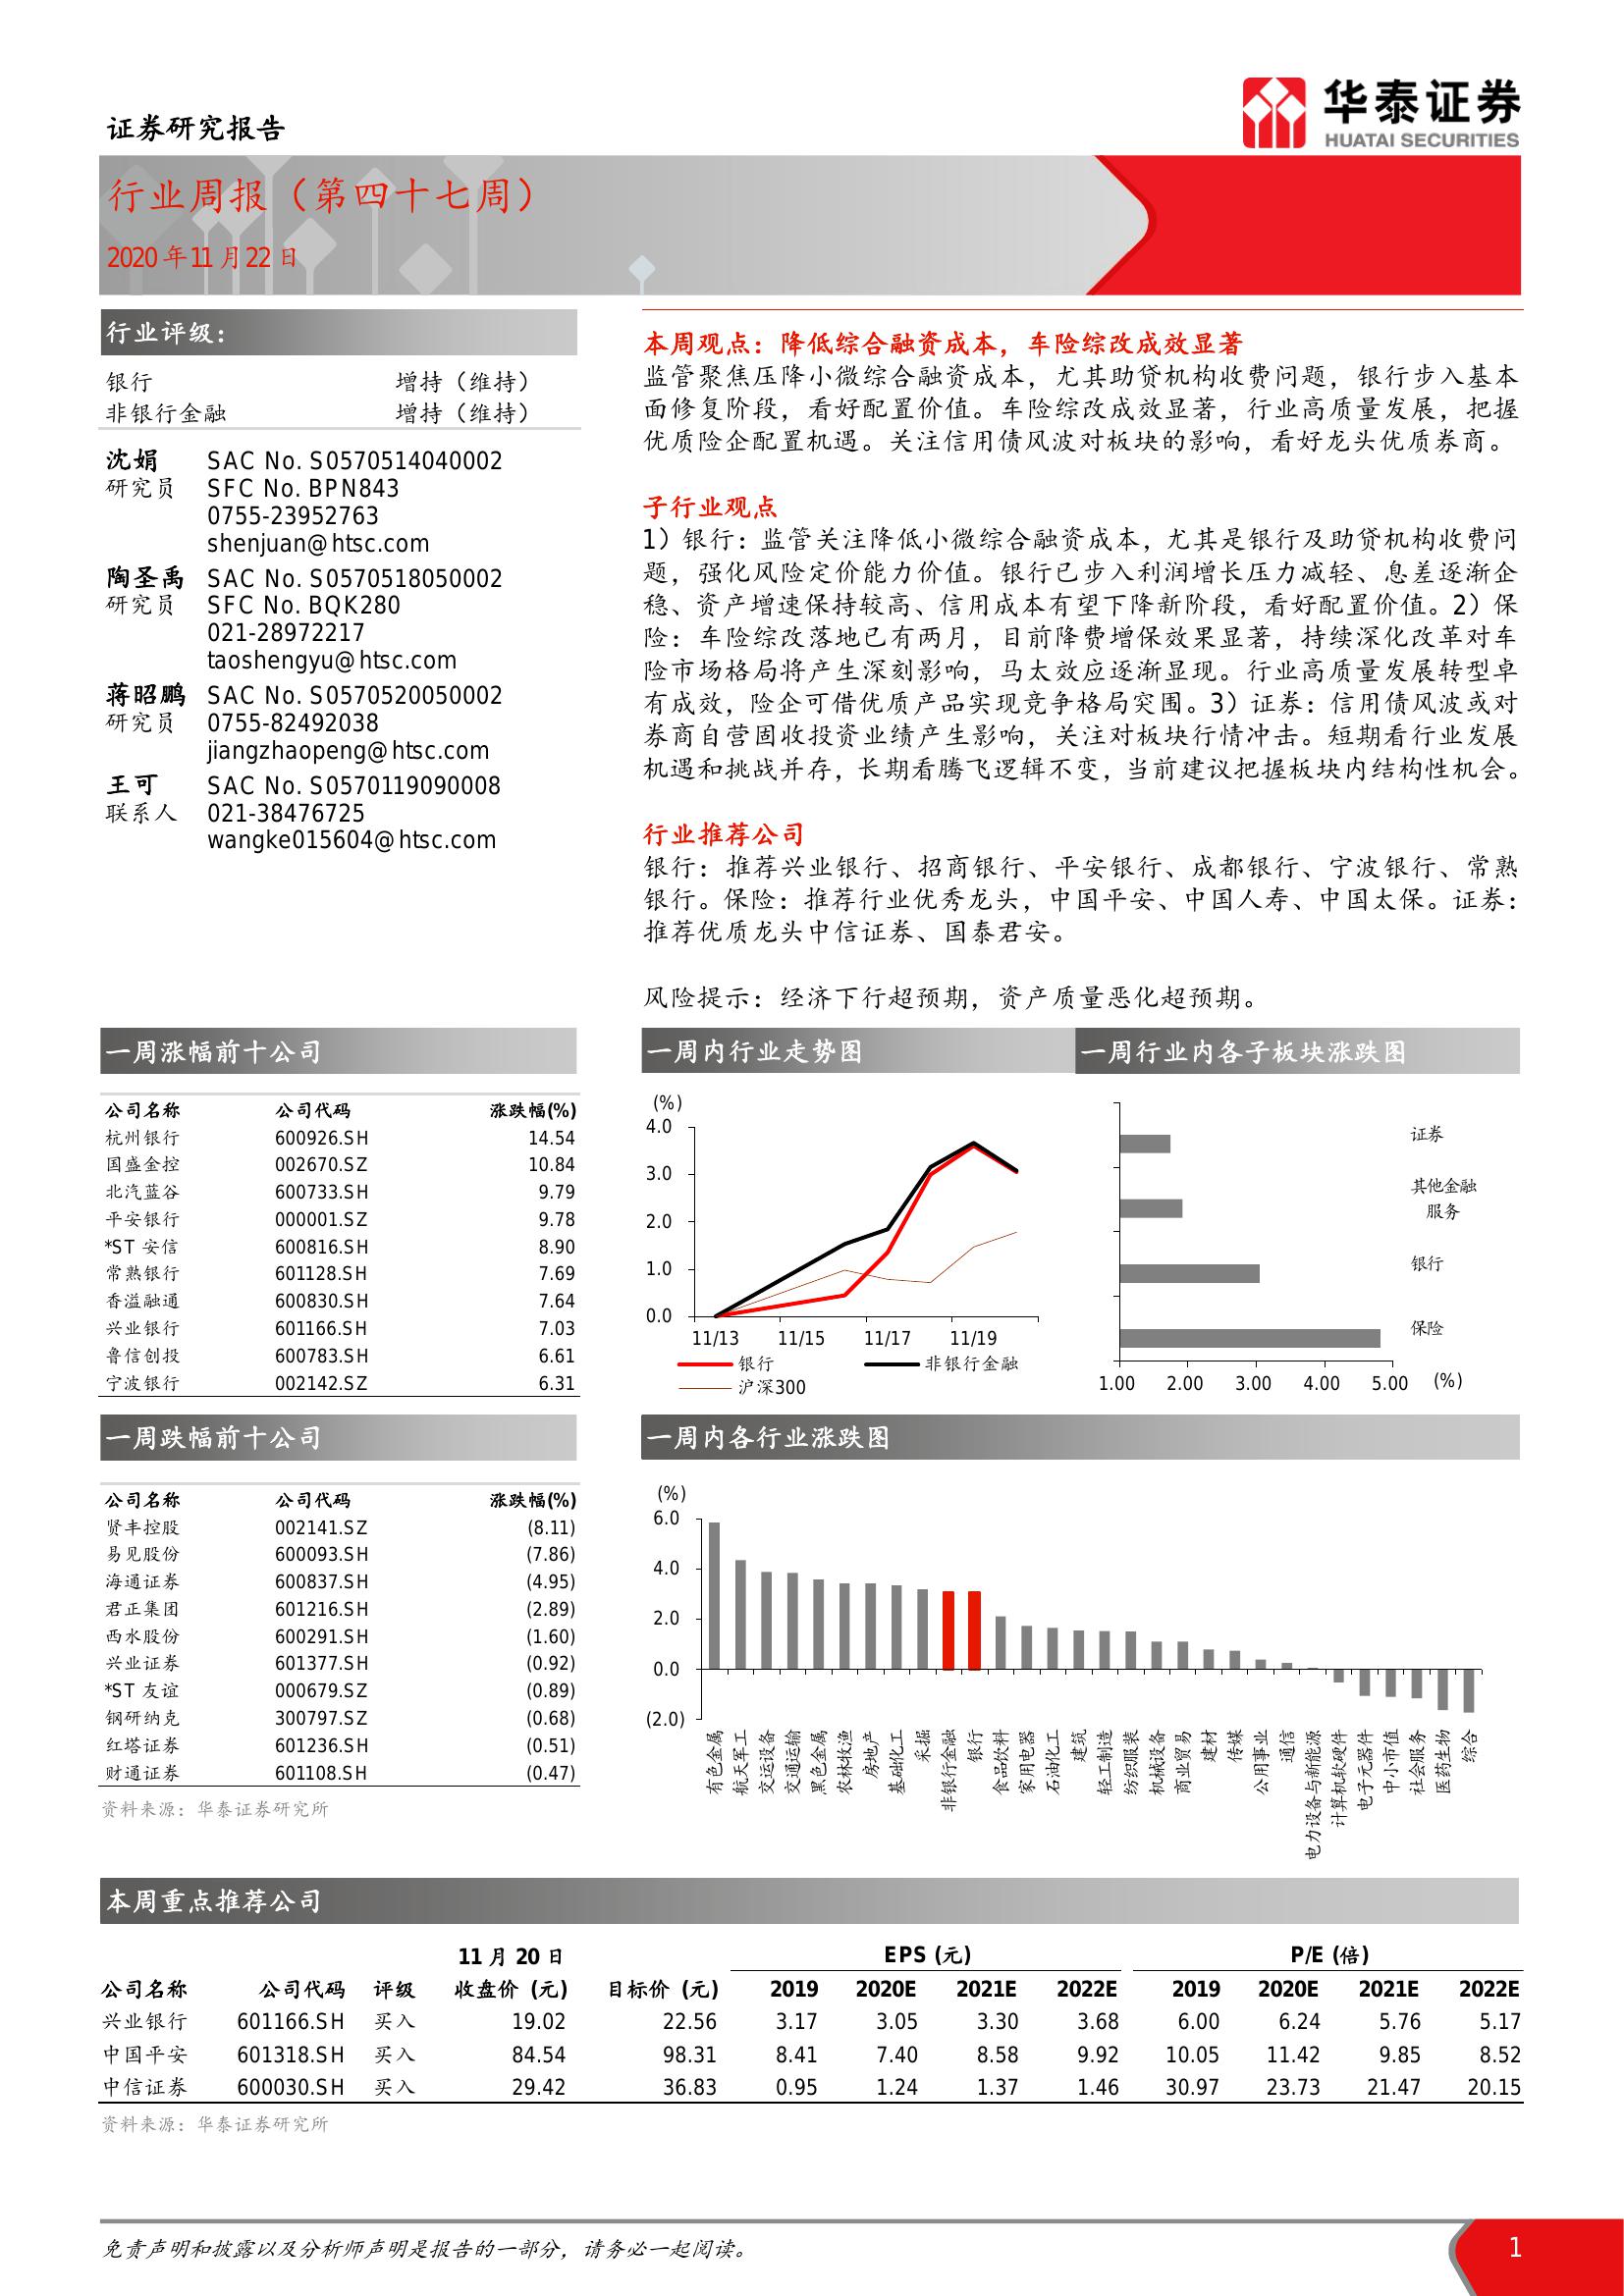 证券研究报告
华泰证券
HUATAI SECURITIES
行业周报（第四十七周）
2020 年 11 月 22 日
行业评级：
银行 增持（维持）
非银行金融 增持（维持）
沈娟 SAC No. S0570514040002
研究员 SFC No. BPN843
0755-23952763
shenjuan@htsc.com
陶圣禹 SAC No. S0570518050002
研究员 SFC No. BQK280
021-28972217
taoshengyu@htsc.com
蒋昭鹏 SAC No. S0570520050002
研究员 0755-82492038
jiangzhaopeng@htsc.com
王可 SAC No. S0570119090008
联系人 021-38476725
wangke015604@htsc.com
本周观点：降低综合融资成本，车险综改成效显著
监管聚焦压降小微综合融资成本，尤其助贷机构收费问题，银行步入基本
面修复阶段，看好配置价值。车险综改成效显著，行业高质量发展，把握
优质险企配置机遇。关注信用债风波对板块的影响，看好龙头优质券商。
子行业观点
1）银行：监管关注降低小微综合融资成本，尤其是银行及助贷机构收费问
题，强化风险定价能力价值。银行已步入利润增长压力减轻、息差逐渐企
稳、资产增速保持较高、信用成本有望下降新阶段，看好配置价值。2）保
险：车险综改落地已有两月，目前降费增保效果显著，持续深化改革对车
险市场格局将产生深刻影响，马太效应逐渐显现。行业高质量发展转型卓
有成效，险企可借优质产品实现竞争格局突围。3）证券：信用债风波或对
券商自营固收投资业绩产生影响，关注对板块行情冲击。短期看行业发展
机遇和挑战并存，长期看腾飞逻辑不变，当前建议把握板块内结构性机会。
行业推荐公司
银行：推荐兴业银行、招商银行、平安银行、成都银行、宁波银行、常熟
银行。保险：推荐行业优秀龙头，中国平安、中国人寿、中国太保。证券：
推荐优质龙头中信证券、国泰君安。
风险提示：经济下行超预期，资产质量恶化超预期。
一周涨幅前十公司
公司名称 公司代码 涨跌幅(%)
杭州银行 600926.SH 14.54
国盛金控 002670.SZ 10.84
北汽蓝谷 600733.SH 9.79
平安银行 000001.SZ 9.78
*ST 安信 600816.SH 8.90
常熟银行 601128.SH 7.69
香溢融通 600830.SH 7.64
兴业银行 601166.SH 7.03
鲁信创投 600783.SH 6.61
宁波银行 002142.SZ 6.31
一周内行业走势图
(%)
4.0
3.0
2.0
1.0
0.0
11/13 11/15 11/17 11/19
银行 非银行金融
沪深300
一周行业内各子板块涨跌图
证券
其他金融
服务
银行
保险
1.00 2.00 3.00 4.00 5.00 (%)
一周跌幅前十公司
公司名称 公司代码 涨跌幅(%)
贤丰控股 002141.SZ (8.11)
易见股份 600093.SH (7.86)
海通证券 600837.SH (4.95)
君正集团 601216.SH (2.89)
西水股份 600291.SH (1.60)
兴业证券 601377.SH (0.92)
*ST 友谊 000679.SZ (0.89)
钢研纳克 300797.SZ (0.68)
红塔证券 601236.SH (0.51)
财通证券 601108.SH (0.47)
资料来源：华泰证券研究所
一周内各行业涨跌图
(%)
6.0
4.0
2.0
0.0
(2.0)
有色金属
航天军工
交运设备
交通运输
黑色金属
农林牧渔
房地产
基础化工
采掘
非银行金融
银行
食品饮料
家用电器
石油化工
建筑
轻工制造
纺织服装
机械设备
商业贸易
建材
传媒
公用事业
通信
电力设备与新能源
计算机软硬件
电子元器件
中小市值
社会服务
医药生物
综合
本周重点推荐公司
11 月 20 日 EPS (元) P/E (倍)
公司名称 公司代码 评级 收盘价 (元) 目标价 (元) 2019 2020E 2021E 2022E 2019 2020E 2021E 2022E
兴业银行 601166.SH 买入 19.02 22.56 3.17 3.05 3.30 3.68 6.00 6.24 5.76 5.17
中国平安 601318.SH 买入 84.54 98.31 8.41 7.40 8.58 9.92 10.05 11.42 9.85 8.52
中信证券 600030.SH 买入 29.42 36.83 0.95 1.24 1.37 1.46 30.97 23.73 21.47 20.15
资料来源：华泰证券研究所
免责声明和披露以及分析师声明是报告的一部分，请务必一起阅读。 1